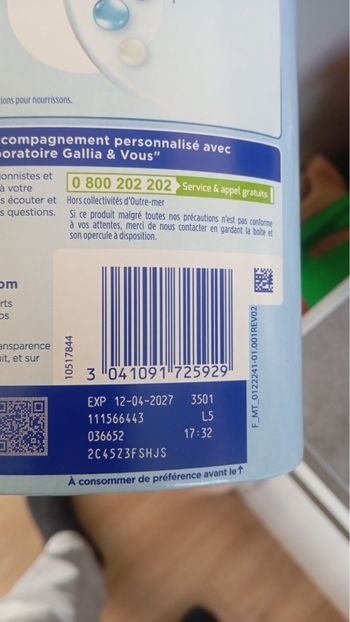 ions pour nourrissons.
compagnement personnalisé avec
boratoire Gallia & Vous"
ionnistes et
à votre
s écouter et
s questions.
0 800 202 202 Service & appel gratuits
Hors collectivités d'Outre-mer
Si ce produit malgré toutes nos précautions n'est pas conforme
à vos attentes, merci de nous contacter en gardant la boîte et
son opercule à disposition.
om
rts
os
ansparence
uit, et sur
10517844
3 041091 725929
F_MT_0122241-01.001REV02
EXP 12-04-2027 3501
111566443 L5
036652 17:32
2C45Z3FSHJS
À consommer de préférence avant le↑